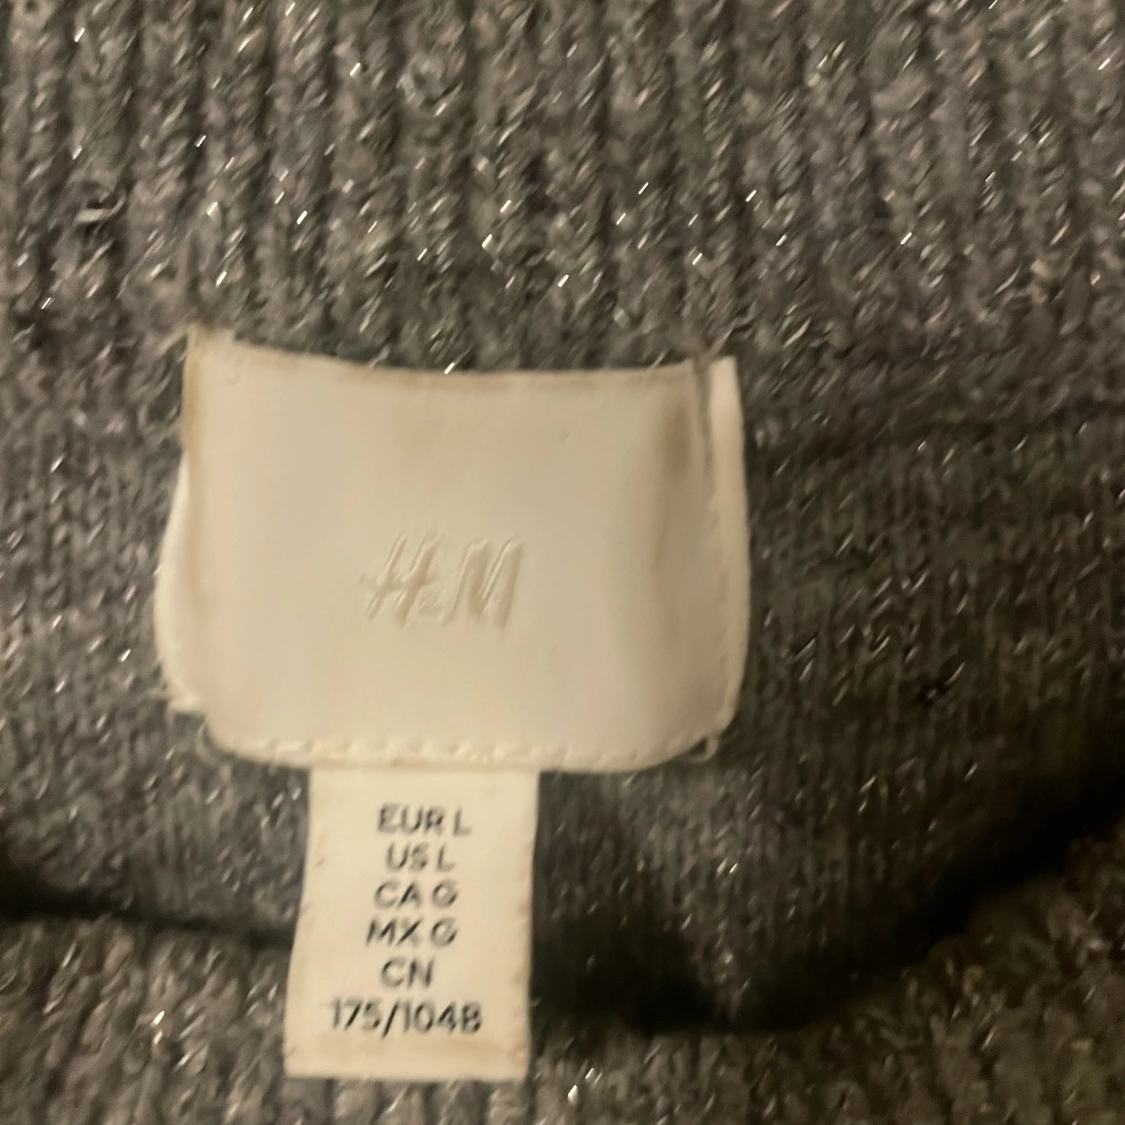 H&M
EUR L
US L
CA G
MX G
CN
175/104B